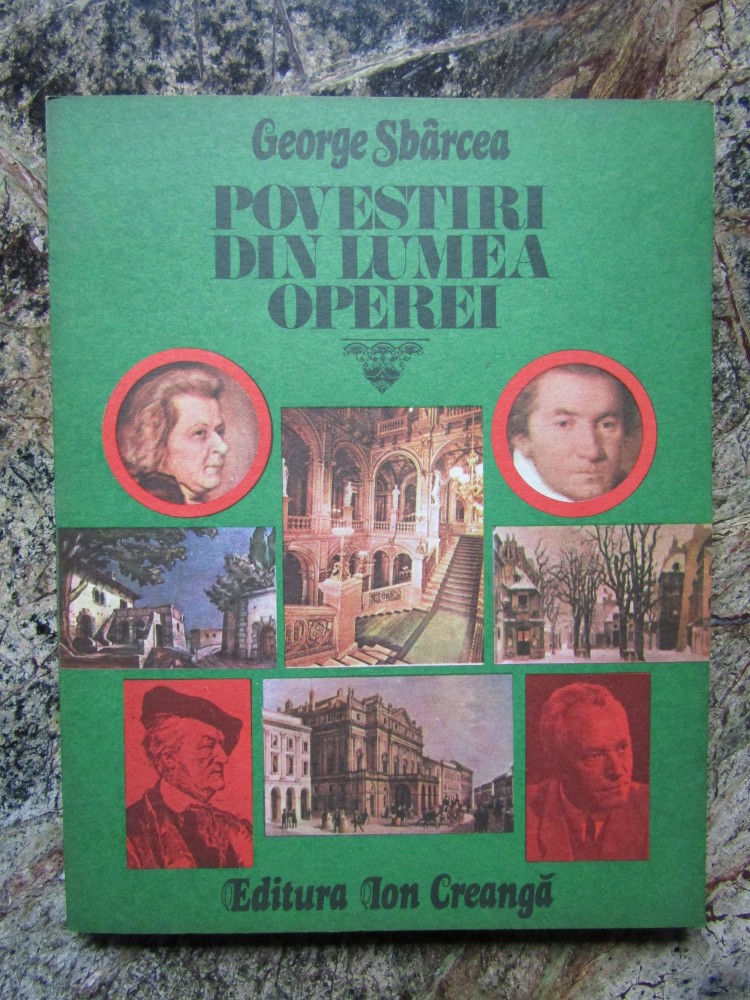 George Sbârcea
POVESTIRI
DIN LUMEA
OPEREI
Editura Ion Creangă